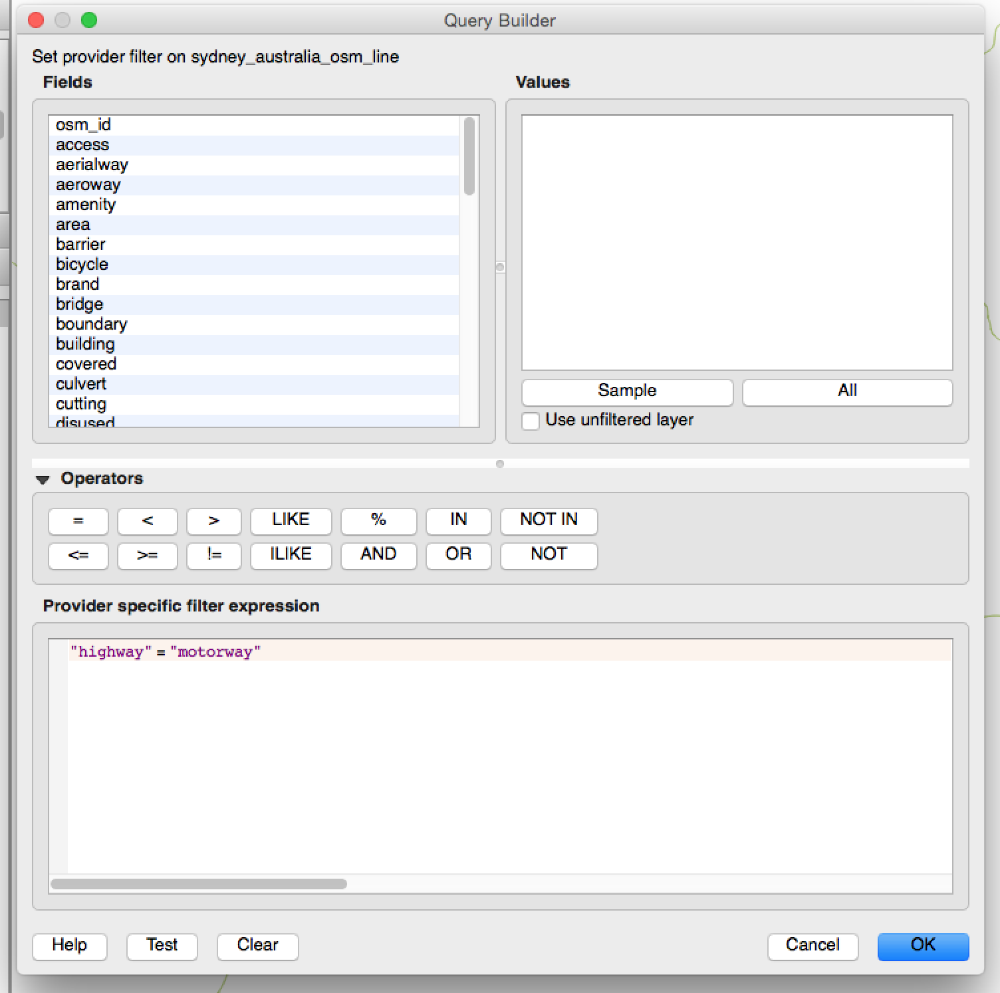 Query Builder
Set provider filter on sydney_australia_osm_line
Fields
osm_id
access
aerialway
aeroway
amenity
area
barrier
bicycle
brand
bridge
boundary
building
covered
culvert
cutting
disused
Values
Sample All
Use unfiltered layer
Operators
= < > LIKE % IN NOT IN
<= >= != ILIKE AND OR NOT
Provider specific filter expression
"highway" = "motorway"
Help Test Clear Cancel OK